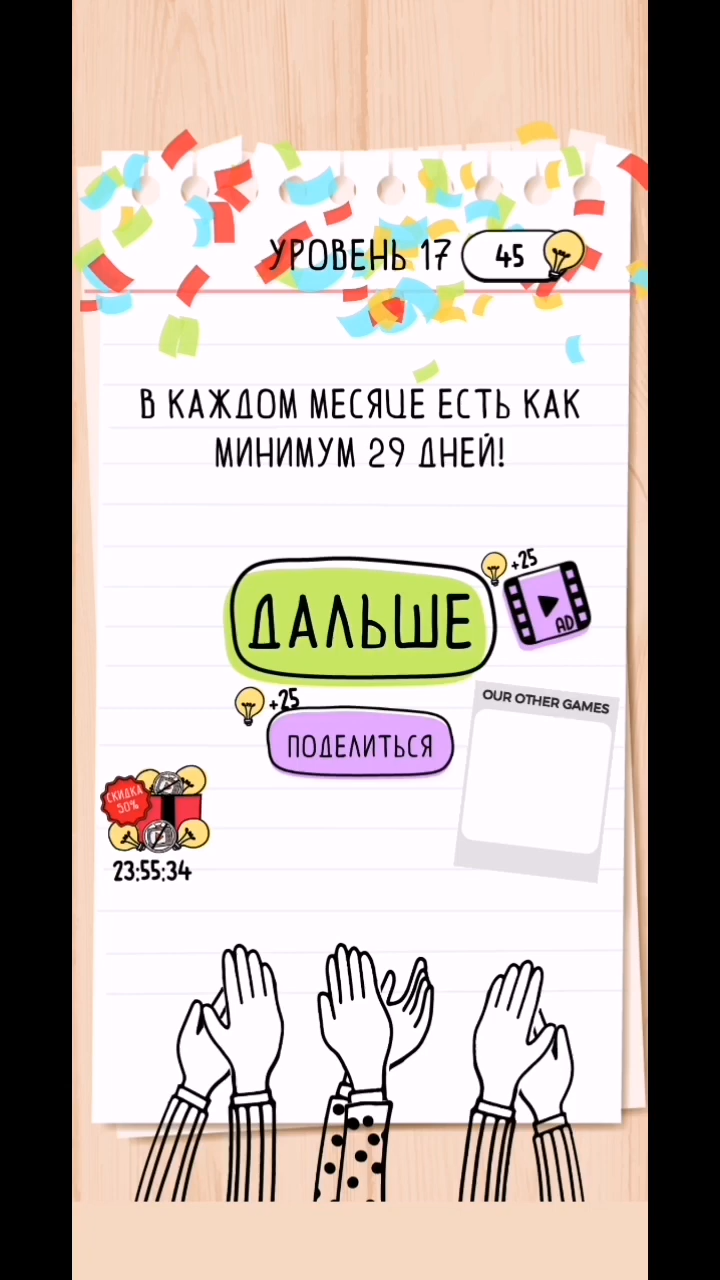 УРОВЕНЬ 17
45
В КАЖДОМ МЕСЯЦЕ ЕСТЬ КАК
МИНИМУМ 29 ДНЕЙ!
+25
ДАЛЬШЕ
AD
+25
ПОДЕЛИТЬСЯ
OUR OTHER GAMES
СКИДКА
50%
23:55:34